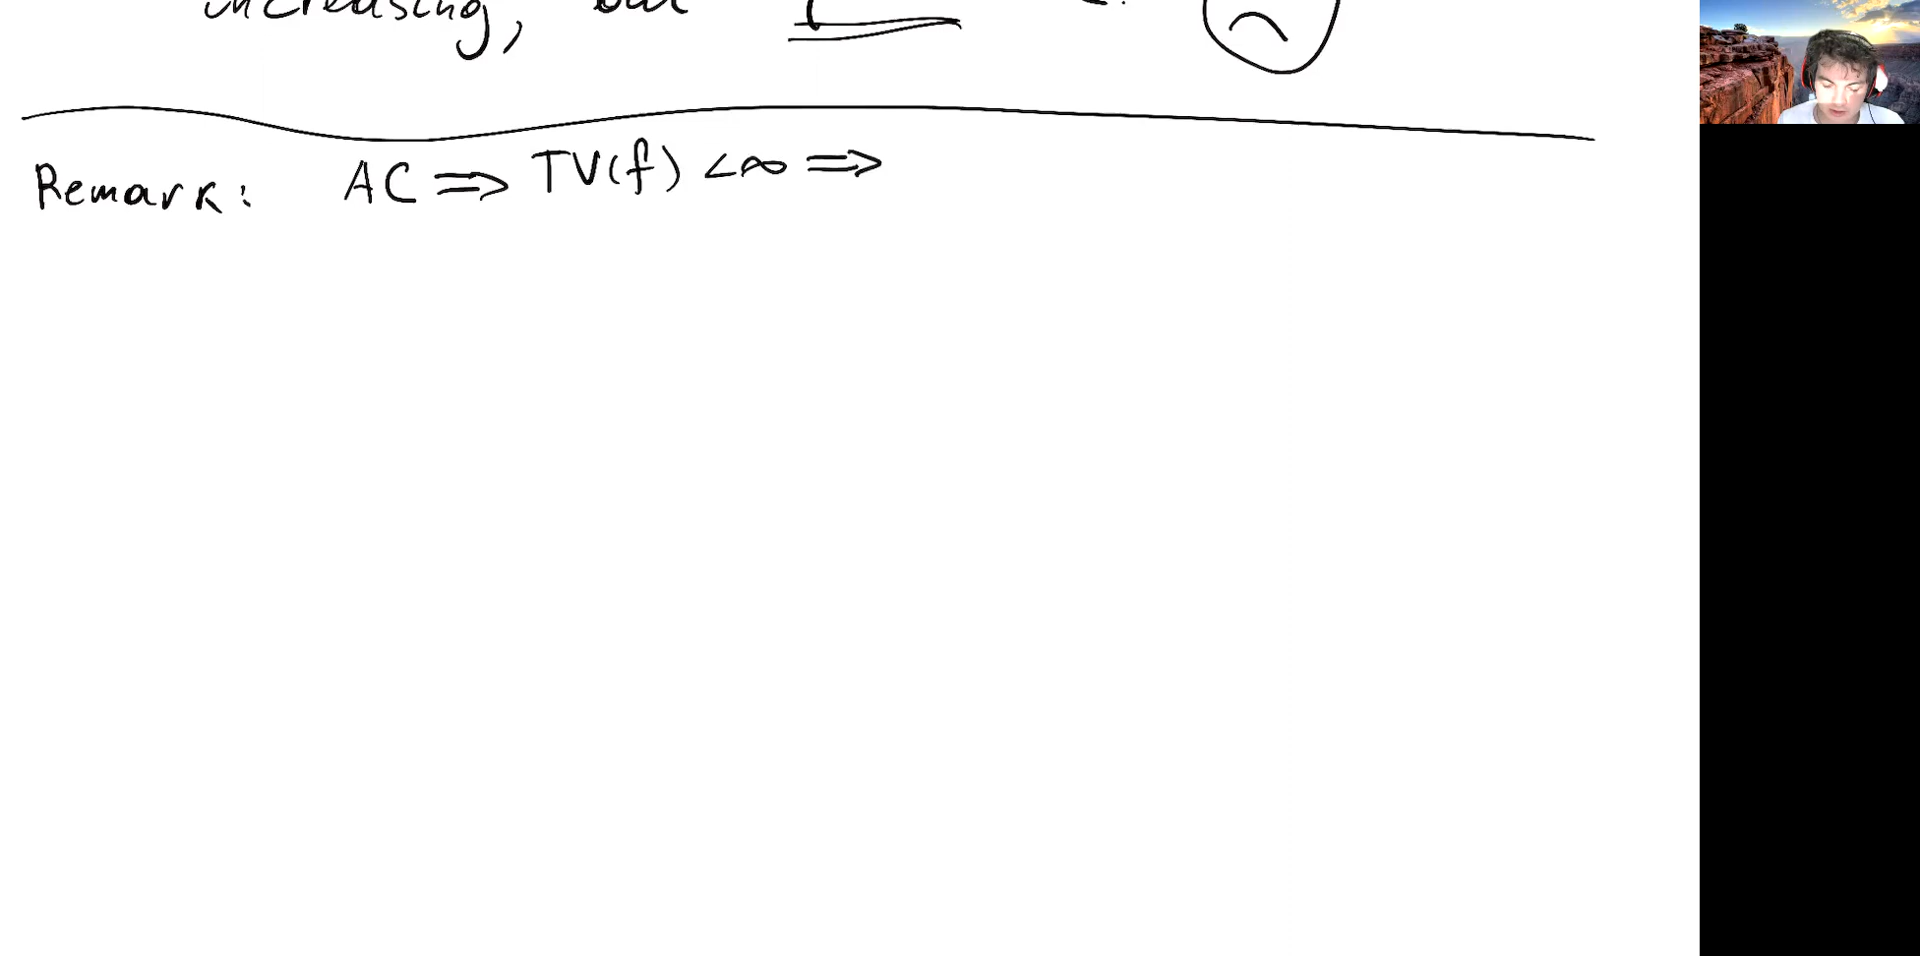 increasing, but
Remark: AC ⇒ TV(f) < ∞ ⇒